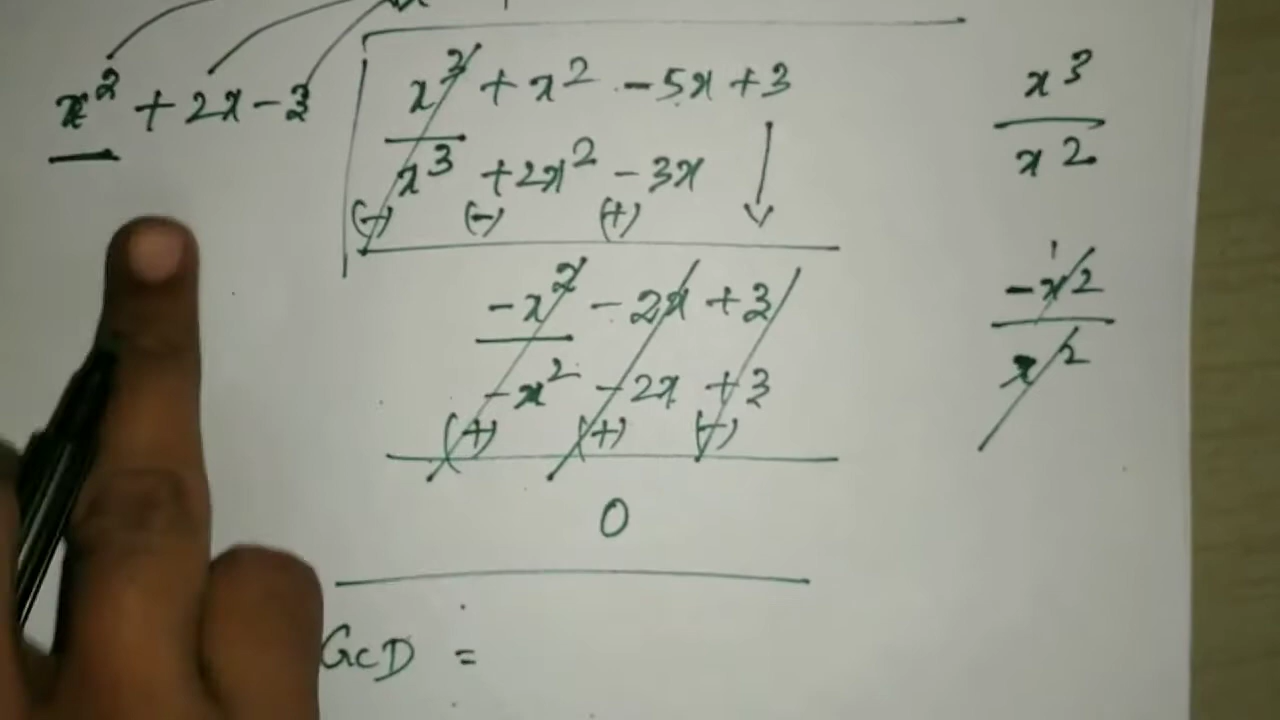 x² + 2x - 3
x³ + x² - 5x + 3
x³ + 2x² - 3x
(-) (-) (+)
-x² - 2x + 3
-x² - 2x + 3
(+) (+) (-)
0
GCD =
x³
x²
1
-x²
x²